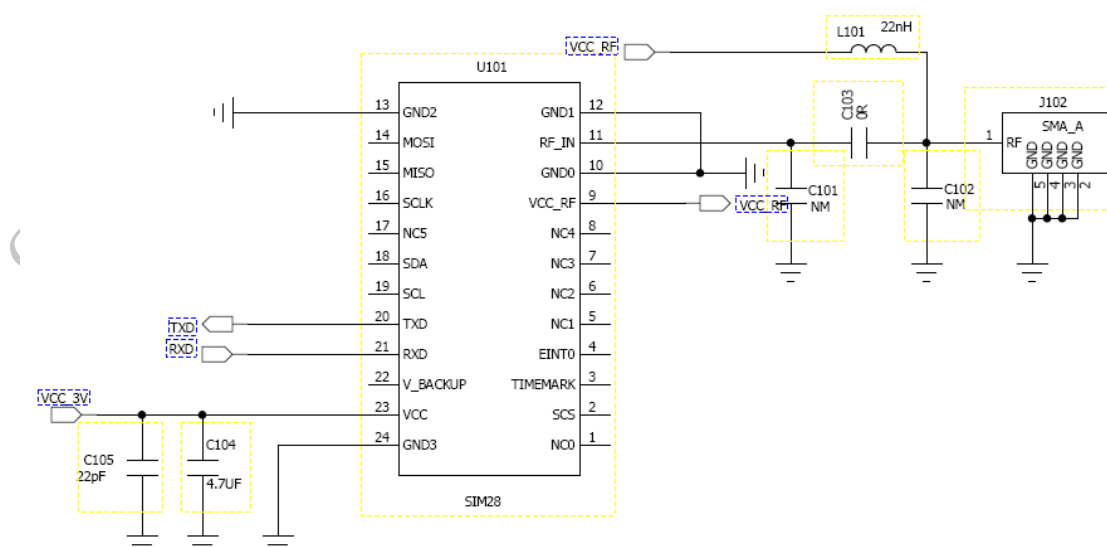 L101
22nH
VCC_RF
U101
C103
0R
J102
SMA_A
13
GND2
GND1
12
14
MOSI
RF_IN
11
1
RF
GND
GND
GND
GND
15
MISO
GND0
10
5
4
3
2
16
SCLK
VCC_RF
9
VCC_RF
C101
NM
C102
NM
17
NC5
NC4
8
18
SDA
NC3
7
19
SCL
NC2
6
TXD
20
TXD
NC1
5
RXD
21
RXD
EINT0
4
22
V_BACKUP
TIMEMARK
3
VCC_3V
23
VCC
SCS
2
24
GND3
NC0
1
C105
22pF
C104
4.7UF
SIM28